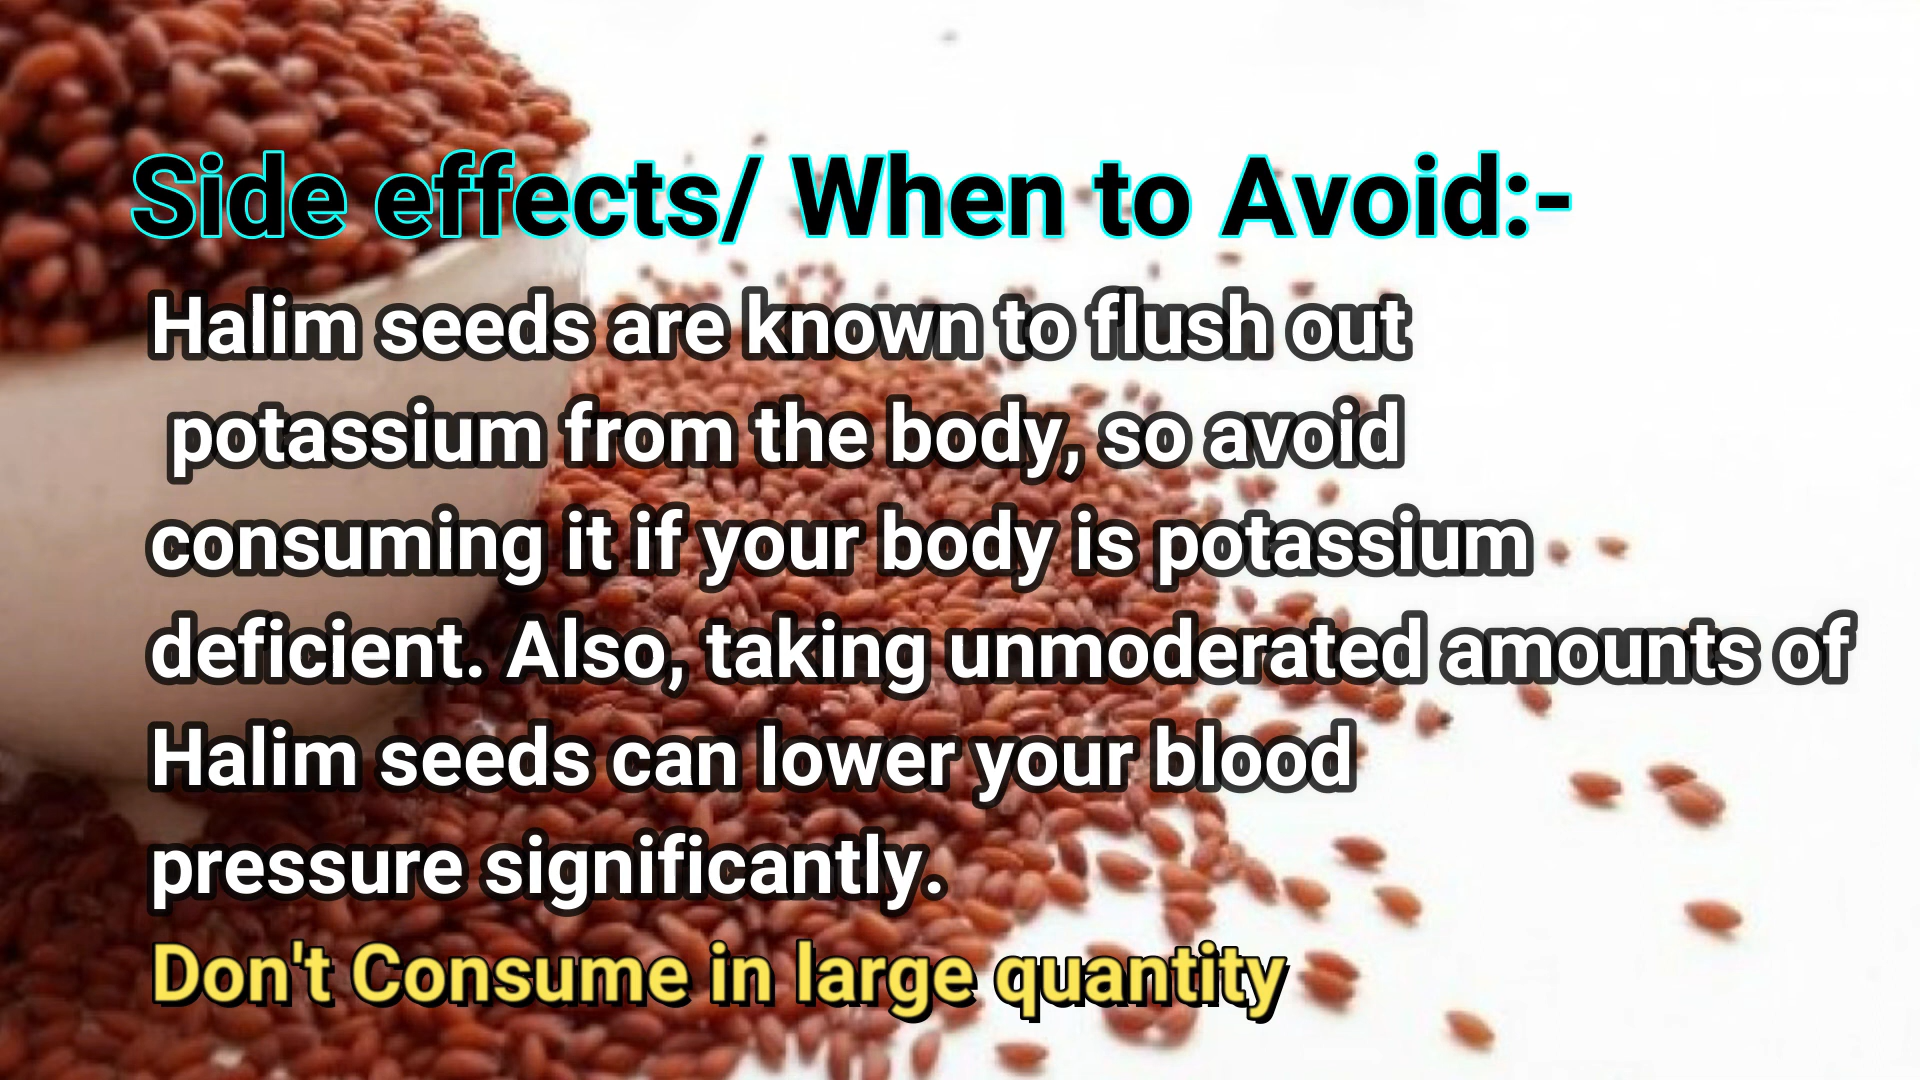 Side effects/ When to Avoid:-
Halim seeds are known to flush out
potassium from the body, so avoid
consuming it if your body is potassium
deficient. Also, taking unmoderated amounts of
Halim seeds can lower your blood
pressure significantly.
Don't Consume in large quantity